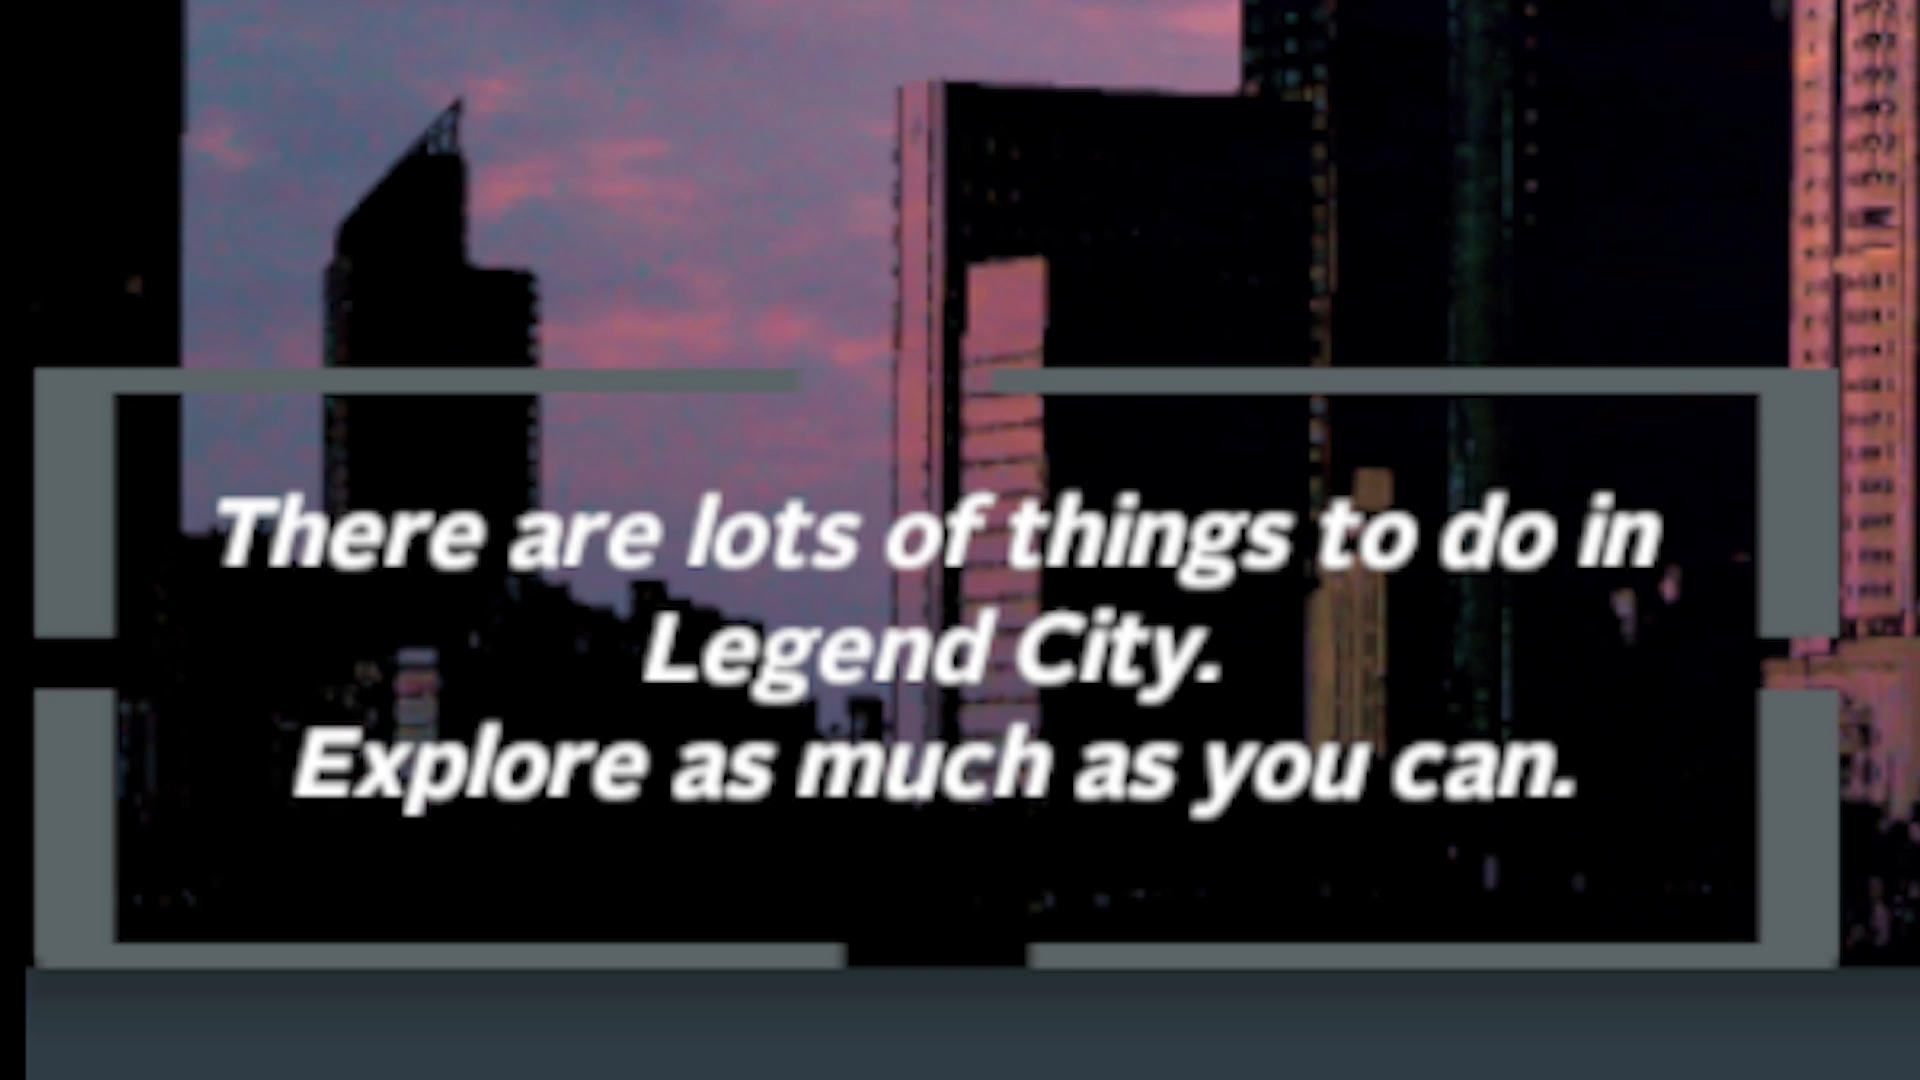 There are lots of things to do in
Legend City.
Explore as much as you can.